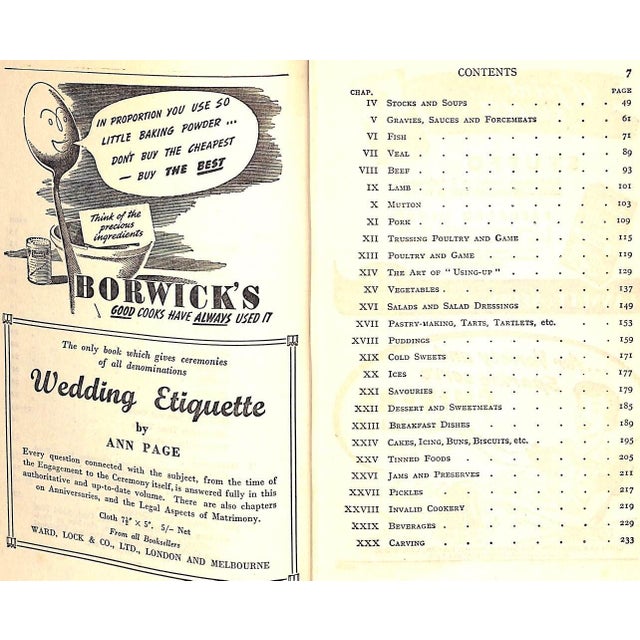 IN PROPORTION YOU USE SO
LITTLE BAKING POWDER ...
DON'T BUY THE CHEAPEST
— BUY THE BEST
Think of the
precious
ingredients
BORWICK'S
GOOD COOKS HAVE ALWAYS USED IT
The only book which gives ceremonies
of all denominations
Wedding Etiquette
by
ANN PAGE
Every question connected with the subject, from the time of
the Engagement to the Ceremony itself, is answered fully in this
authoritative and up-to-date volume. There are also chapters
on Anniversaries, and the Legal Aspects of Matrimony.
Cloth 7¼" × 5". 5/- Net
From all Booksellers
WARD, LOCK & CO., LTD., LONDON AND MELBOURNE
CONTENTS 7
CHAP. PAGE
IV STOCKS AND SOUPS . . . . . . 49
V GRAVIES, SAUCES AND FORCEMEATS . . . 61
VI FISH . . . . . . . . 71
VII VEAL . . . . . . . . 89
VIII BEEF . . . . . . . . 93
IX LAMB . . . . . . . . 101
X MUTTON . . . . . . . . 103
XI PORK . . . . . . . . 109
XII TRUSSING POULTRY AND GAME . . . . 115
XIII POULTRY AND GAME . . . . . . 119
XIV THE ART OF "USING-UP" . . . . . 129
XV VEGETABLES . . . . . . . 137
XVI SALADS AND SALAD DRESSINGS . . . . 149
XVII PASTRY-MAKING, TARTS, TARTLETS, ETC. . . 153
XVIII PUDDINGS . . . . . . . 159
XIX COLD SWEETS . . . . . . . 171
XX ICES . . . . . . . . 177
XXI SAVOURIES . . . . . . . 179
XXII DESSERT AND SWEETMEATS . . . . . 185
XXIII BREAKFAST DISHES . . . . . . 189
XXIV CAKES, ICING, BUNS, BISCUITS, ETC. . . . 195
XXV TINNED FOODS . . . . . . 205
XXVI JAMS AND PRESERVES . . . . . . 211
XXVII PICKLES . . . . . . . . 217
XXVIII INVALID COOKERY . . . . . . 219
XXIX BEVERAGES . . . . . . . 229
XXX CARVING . . . . . . . . 233